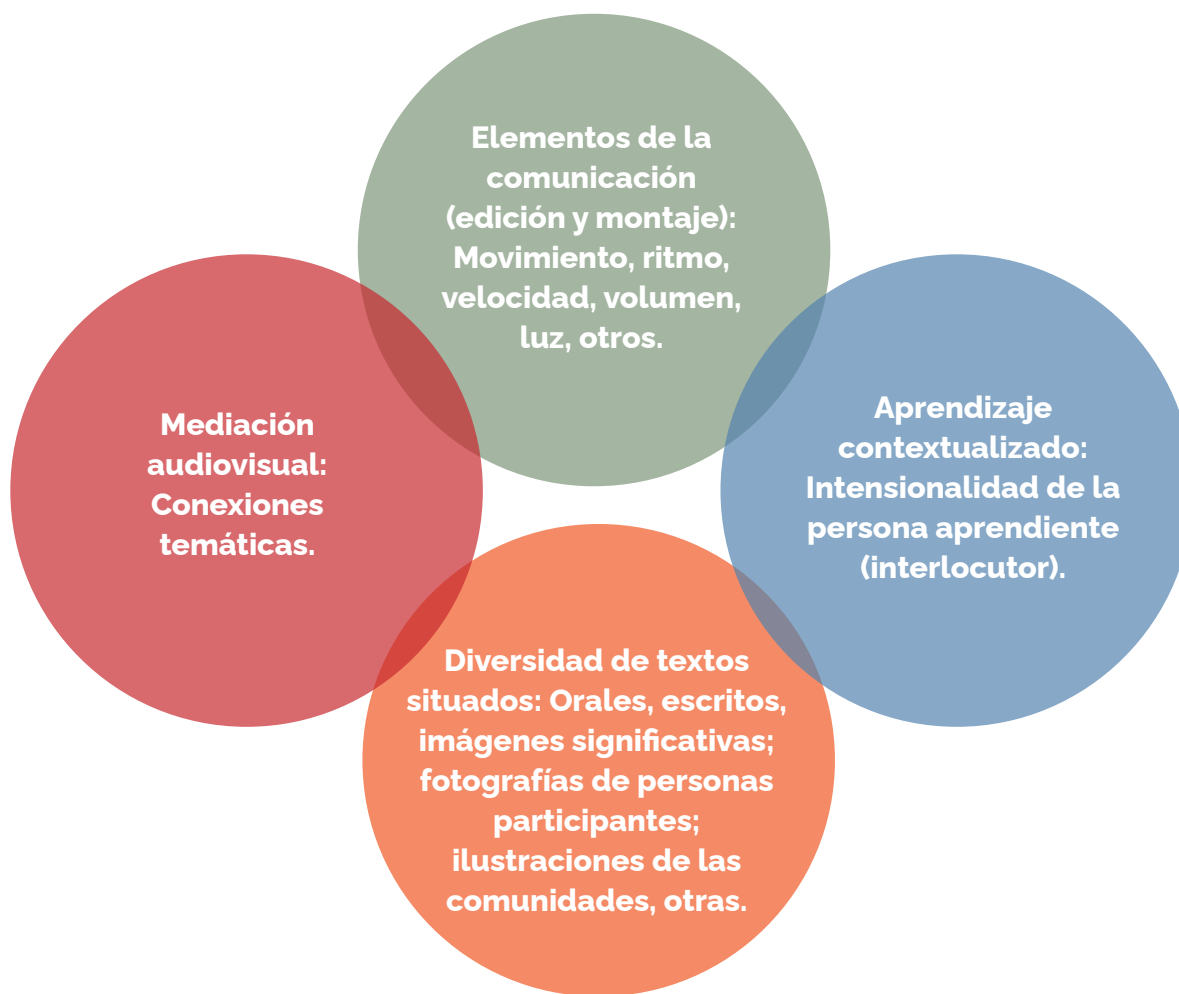 Elementos de la
comunicación
(edición y montaje):
Movimiento, ritmo,
velocidad, volumen,
luz, otros.
Mediación
audiovisual:
Conexiones
temáticas.
Aprendizaje
contextualizado:
Intensionalidad de la
persona aprendiente
(interlocutor).
Diversidad de textos
situados: Orales, escritos,
imágenes significativas;
fotografías de personas
participantes;
ilustraciones de las
comunidades, otras.